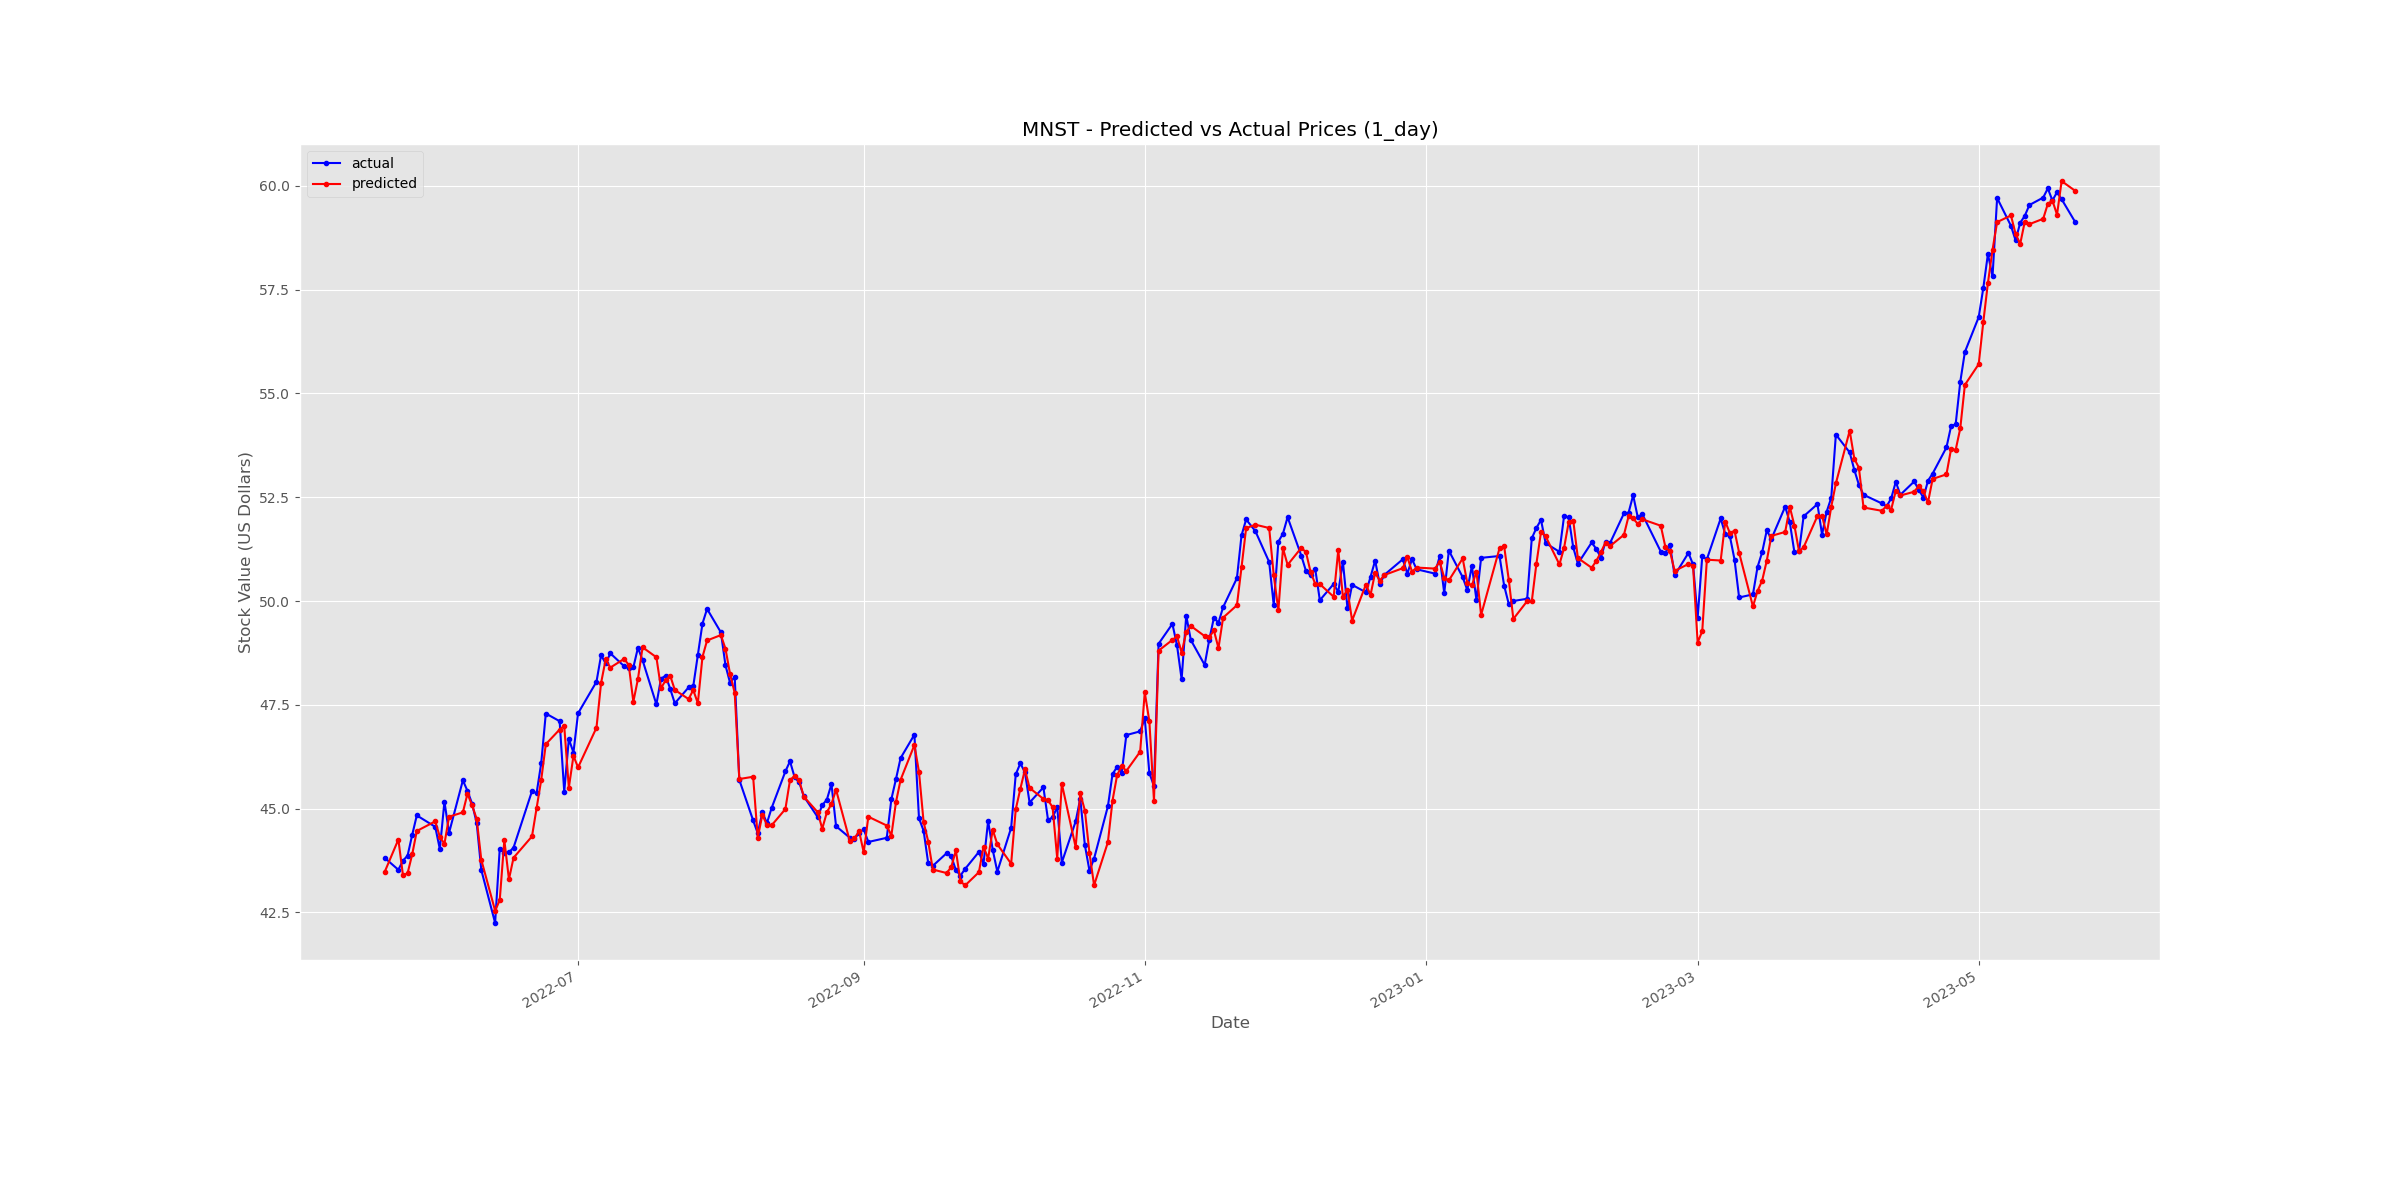 MNST - Predicted vs Actual Prices (1_day)
actual
predicted
60.0
57.5
55.0
52.5
50.0
47.5
45.0
42.5
Stock Value (US Dollars)
2022-07
2022-09
2022-11
2023-01
2023-03
2023-05
Date